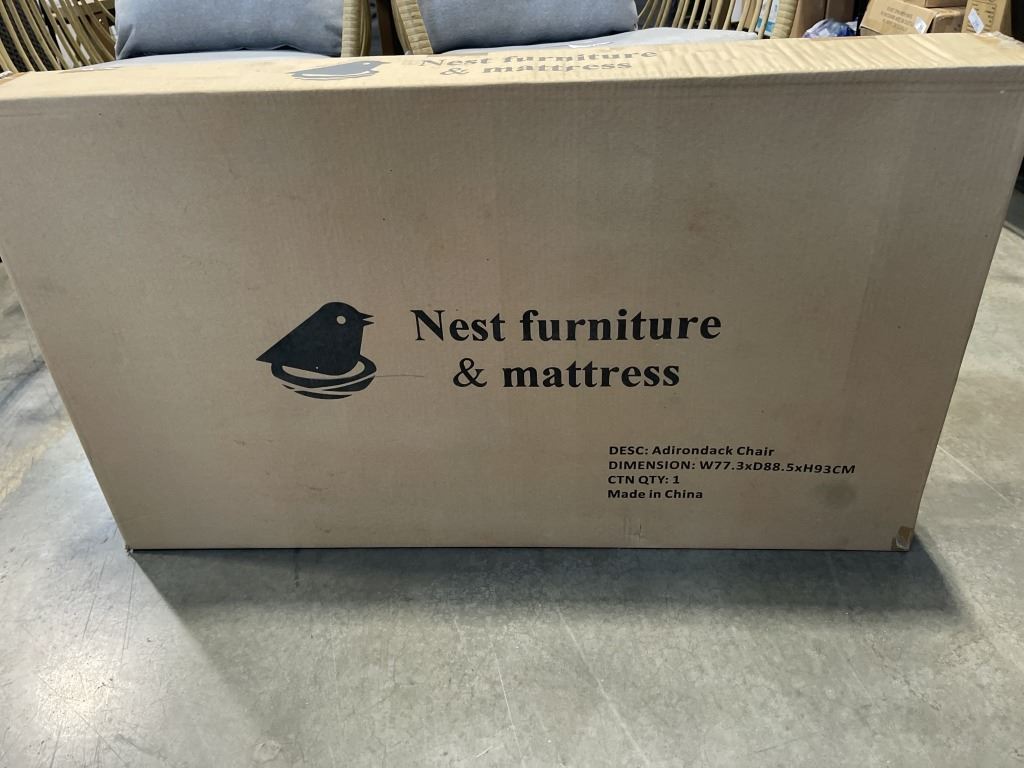 Nest furniture
& mattress
Nest furniture
& mattress
DESC: Adirondack Chair
DIMENSION: W77.3xD88.5xH93CM
CTN QTY: 1
Made in China